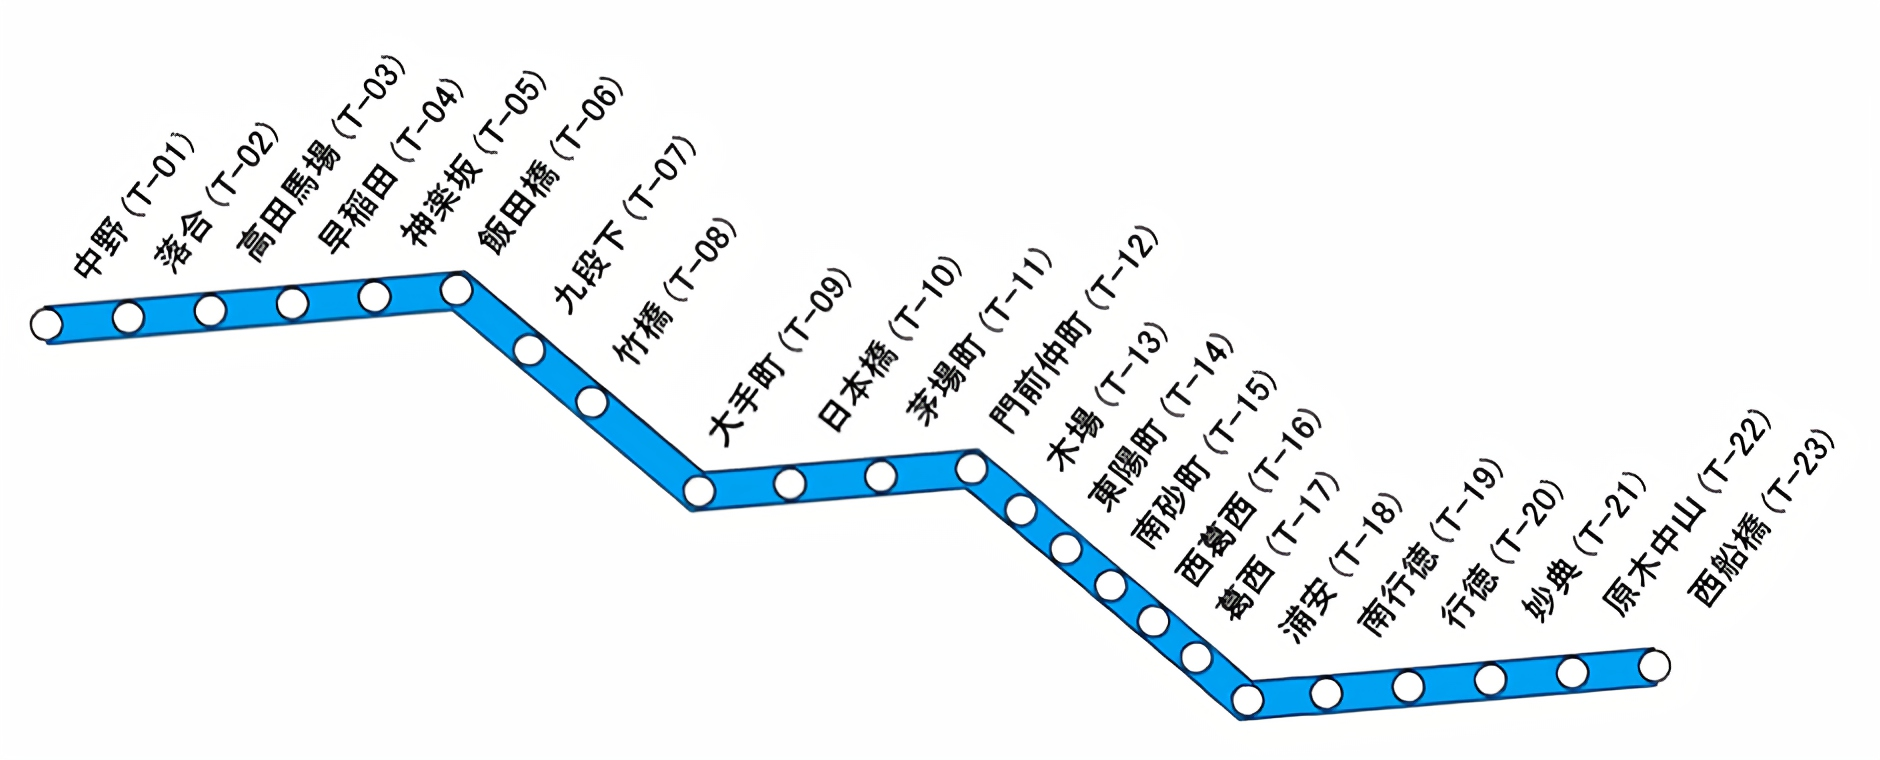 中野 (T-01)
落合 (T-02)
高田馬場 (T-03)
早稲田 (T-04)
神楽坂 (T-05)
飯田橋 (T-06)
九段下 (T-07)
竹橋 (T-08)
大手町 (T-09)
日本橋 (T-10)
茅場町 (T-11)
門前仲町 (T-12)
木場 (T-13)
東陽町 (T-14)
南砂町 (T-15)
西葛西 (T-16)
葛西 (T-17)
浦安 (T-18)
南行徳 (T-19)
行徳 (T-20)
妙典 (T-21)
原木中山 (T-22)
西船橋 (T-23)